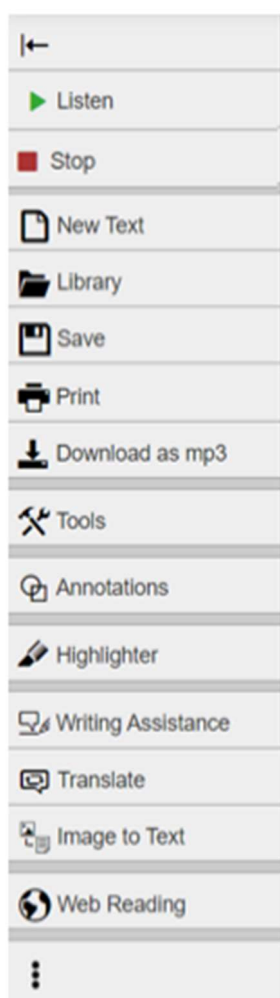 Listen
Stop
New Text
Library
Save
Print
Download as mp3
Tools
Annotations
Highlighter
Writing Assistance
Translate
Image to Text
Web Reading